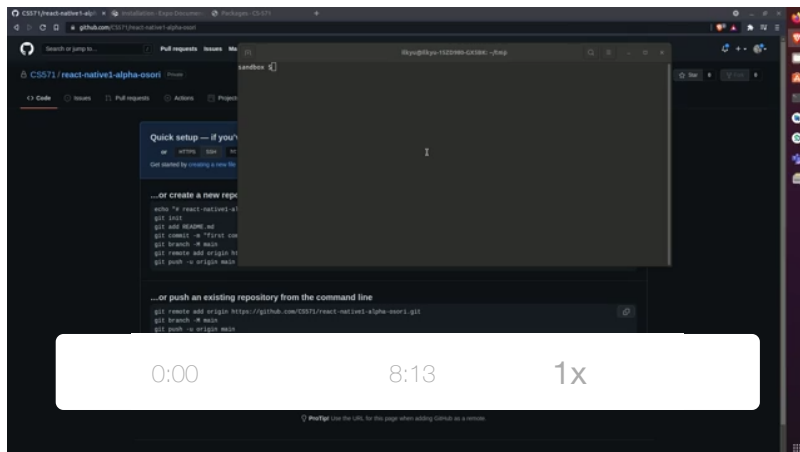 CS571/react-native1-alph
Installation - Expo Documen
Packages - CS-571
github.com/CS571/react-native1-alpha-osori
Search or jump to...
Pull requests Issues
CS571 / react-native1-alpha-osori Private
Star 0
0
<> Code Issues Pull requests Actions Projects
sandbox $
Quick setup — if you'v
or HTTPS SSH
Get started by creating a new file
...or create a new repo
echo "# react-native1-al
git init
git add README.md
git commit -m "first com
git branch -M main
git remote add origin ht
git push -u origin main
...or push an existing repository from the command line
git remote add origin https://github.com/CS571/react-native1-alpha-osori.git
git branch -M main
git push -u origin main
0:00 8:13 1x
ProTip! Use the URL for this page when adding GitHub as a remote.